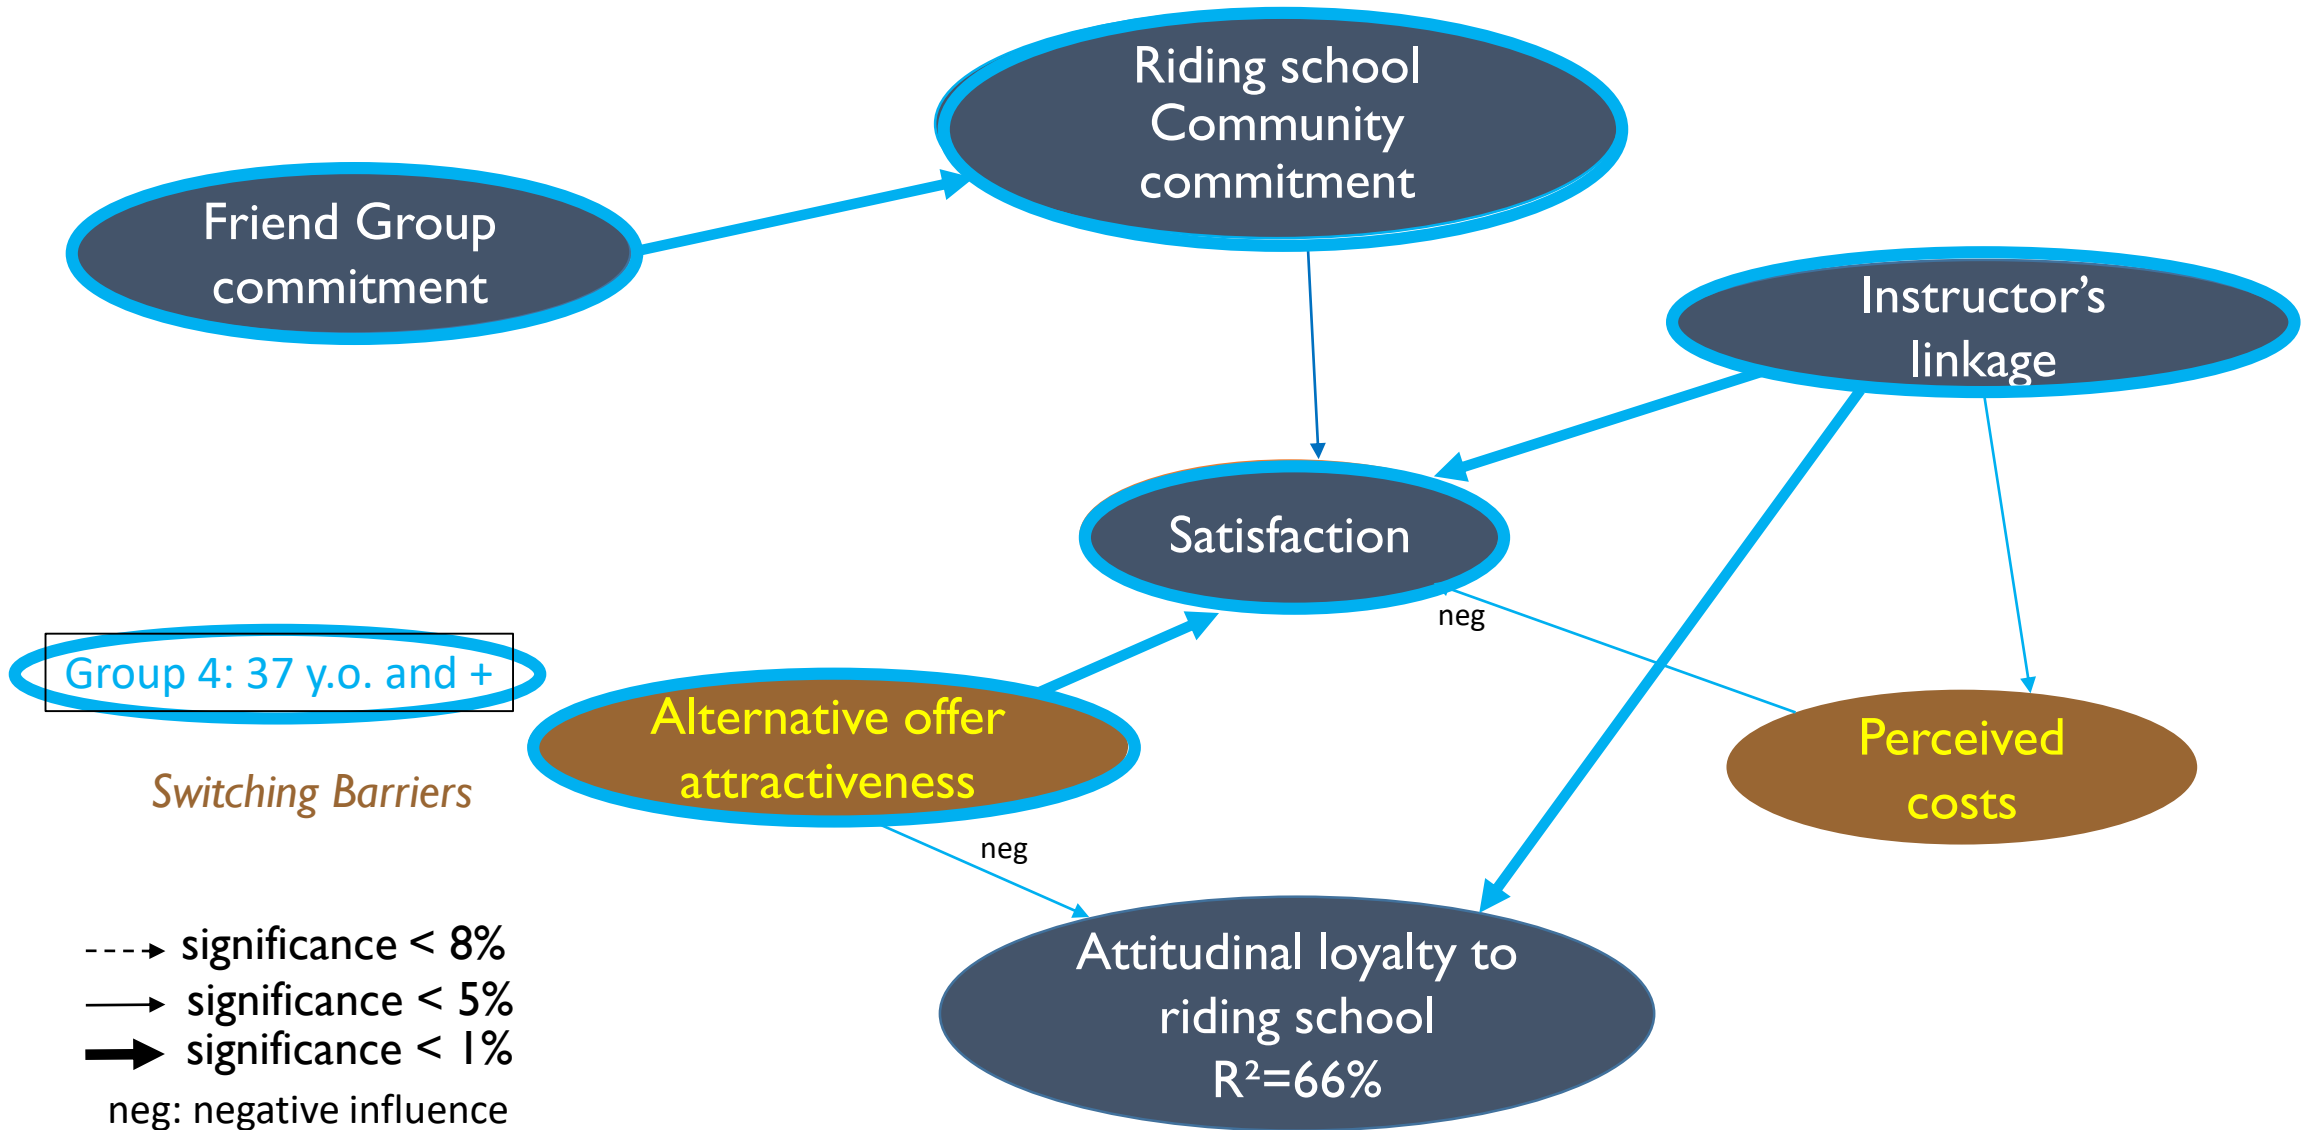 Riding school
Community
commitment
Friend Group
commitment
Instructor’s
linkage
Satisfaction
neg
Group 4: 37 y.o. and +
Alternative offer
attractiveness
Perceived
costs
Switching Barriers
neg
significance < 8%
significance < 5%
significance < 1%
neg: negative influence
Attitudinal loyalty to
riding school
R²=66%